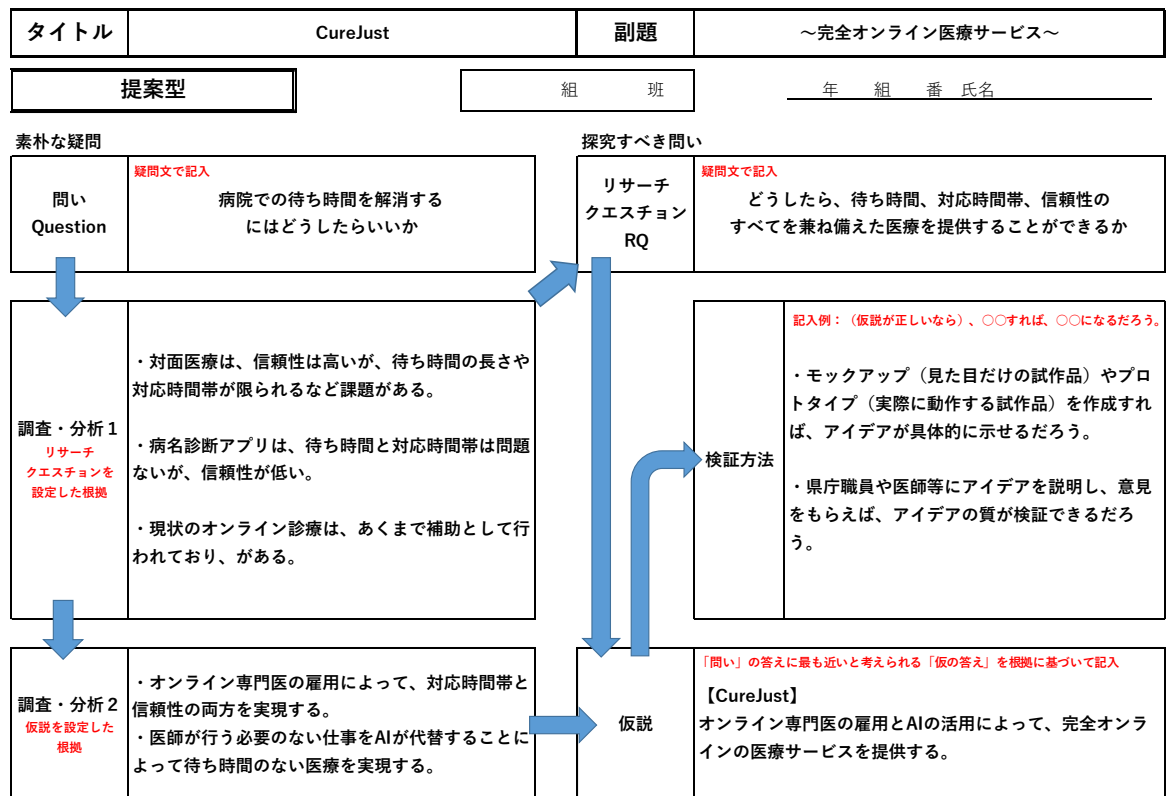 タイトル
CureJust
副題
～完全オンライン医療サービス～
提案型
組 班
年 組 番 氏名
素朴な疑問
問い
Question
疑問文で記入
病院での待ち時間を解消する
にはどうしたらいいか
探究すべき問い
リサーチ
クエスチョン
RQ
疑問文で記入
どうしたら、待ち時間、対応時間帯、信頼性の
すべてを兼ね備えた医療を提供することができるか
調査・分析１
リサーチ
クエスチョンを
設定した根拠
・対面医療は、信頼性は高いが、待ち時間の長さや
対応時間帯が限られるなど課題がある。
・病名診断アプリは、待ち時間と対応時間帯は問題
ないが、信頼性が低い。
・現状のオンライン診療は、あくまで補助として行
われており、がある。
検証方法
記入例：（仮説が正しいなら）、○○すれば、○○になるだろう。
・モックアップ（見た目だけの試作品）やプロ
トタイプ（実際に動作する試作品）を作成すれ
ば、アイデアが具体的に示せるだろう。
・県庁職員や医師等にアイデアを説明し、意見
をもらえば、アイデアの質が検証できるだろ
う。
調査・分析２
仮説を設定した
根拠
・オンライン専門医の雇用によって、対応時間帯と
信頼性の両方を実現する。
・医師が行う必要のない仕事をAIが代替することに
よって待ち時間のない医療を実現する。
仮説
「問い」の答えに最も近いと考えられる「仮の答え」を根拠に基づいて記入
【CureJust】
オンライン専門医の雇用とAIの活用によって、完全オンラ
インの医療サービスを提供する。